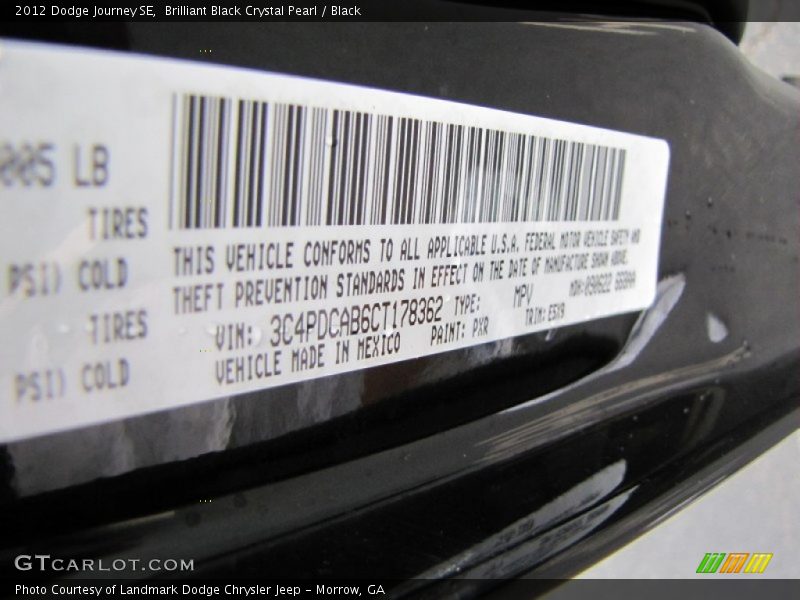 2012 Dodge Journey SE,  Brilliant Black Crystal Pearl / Black
005 LB
TIRES
PSI) COLD
TIRES
PSI) COLD
THIS VEHICLE CONFORMS TO ALL APPLICABLE U.S.A. FEDERAL MOTOR VEHICLE SAFETY AND
THEFT PREVENTION STANDARDS IN EFFECT ON THE DATE OF MANUFACTURE SHOWN ABOVE.
VIN: 3C4PDCAB6CT178362 TYPE: MPV
VEHICLE MADE IN MEXICO PAINT: PXR TRIM: MDH:
GTCARLOT.COM
Photo Courtesy of Landmark Dodge Chrysler Jeep – Morrow, GA